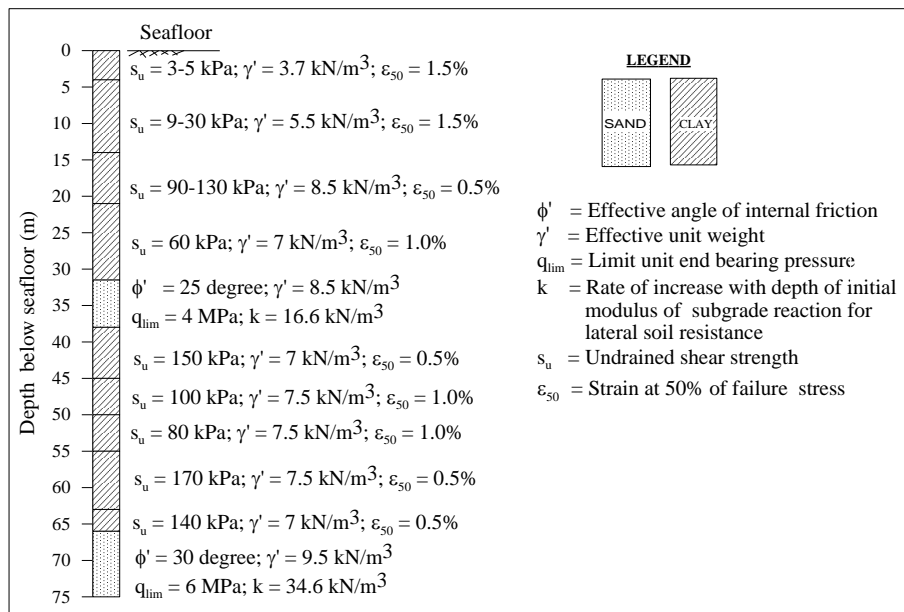 Seafloor
0
5
10
15
20
25
30
35
40
45
50
55
60
65
70
75
Depth below seafloor (m)
s_u = 3-5 kPa; γ' = 3.7 kN/m³; ε₅₀ = 1.5%
s_u = 9-30 kPa; γ' = 5.5 kN/m³; ε₅₀ = 1.5%
s_u = 90-130 kPa; γ' = 8.5 kN/m³; ε₅₀ = 0.5%
s_u = 60 kPa; γ' = 7 kN/m³; ε₅₀ = 1.0%
ϕ' = 25 degree; γ' = 8.5 kN/m³
q_lim = 4 MPa; k = 16.6 kN/m³
s_u = 150 kPa; γ' = 7 kN/m³; ε₅₀ = 0.5%
s_u = 100 kPa; γ' = 7.5 kN/m³; ε₅₀ = 1.0%
s_u = 80 kPa; γ' = 7.5 kN/m³; ε₅₀ = 1.0%
s_u = 170 kPa; γ' = 7.5 kN/m³; ε₅₀ = 0.5%
s_u = 140 kPa; γ' = 7 kN/m³; ε₅₀ = 0.5%
ϕ' = 30 degree; γ' = 9.5 kN/m³
q_lim = 6 MPa; k = 34.6 kN/m³
LEGEND
SAND
CLAY
ϕ' = Effective angle of internal friction
γ' = Effective unit weight
q_lim = Limit unit end bearing pressure
k = Rate of increase with depth of initial
modulus of subgrade reaction for
lateral soil resistance
s_u = Undrained shear strength
ε₅₀ = Strain at 50% of failure stress